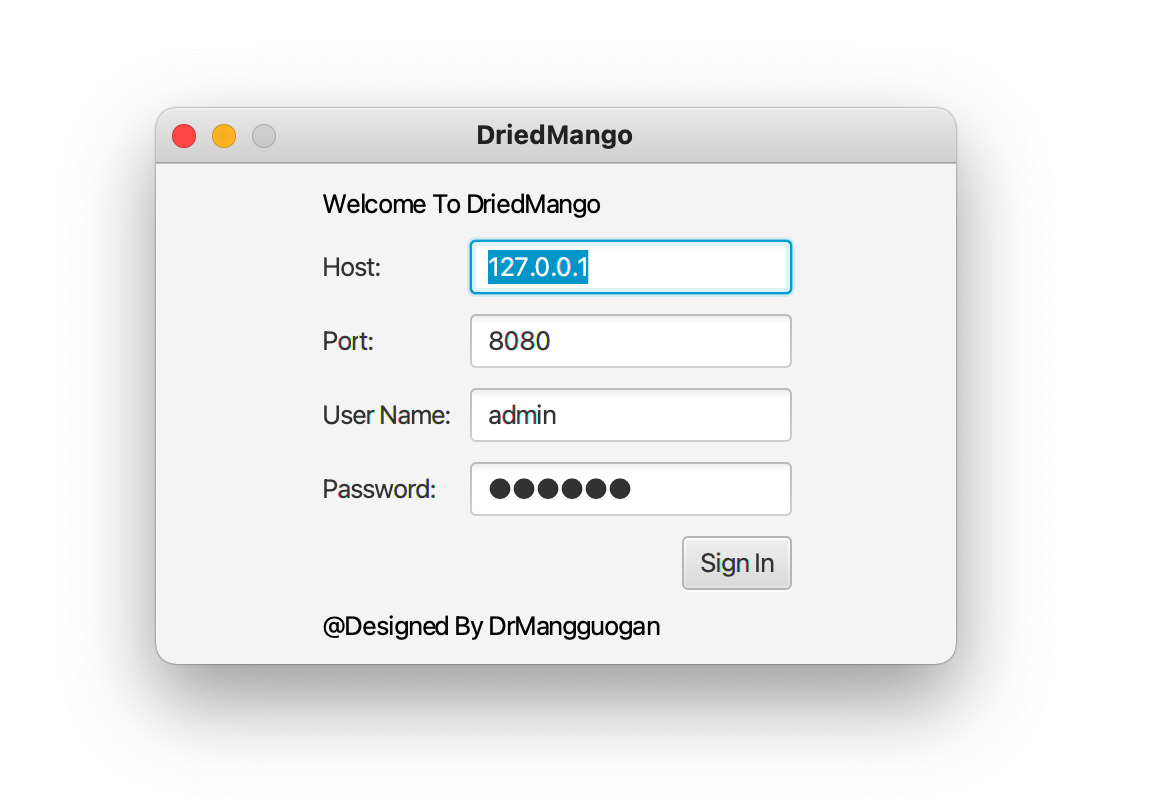 DriedMango
Welcome To DriedMango
Host: 127.0.0.1
Port: 8080
User Name: admin
Password: ●●●●●●
Sign In
@Designed By DrMangguogan